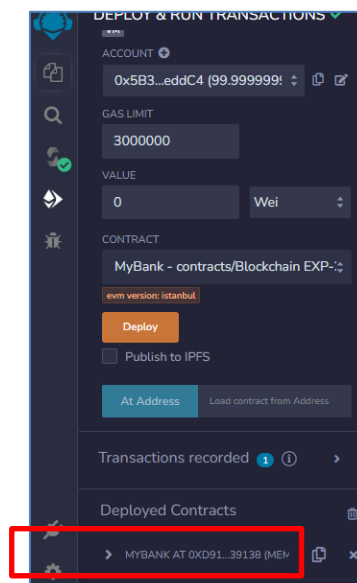 DEPLOY & RUN TRANSACTIONS
VM
ACCOUNT
0x5B3...eddC4 (99.999999
GAS LIMIT
3000000
VALUE
0 Wei
CONTRACT
MyBank - contracts/Blockchain EXP-
evm version: istanbul
Deploy
Publish to IPFS
At Address Load contract from Address
Transactions recorded 1 i
Deployed Contracts
MYBANK AT 0XD91...39138 (MEM